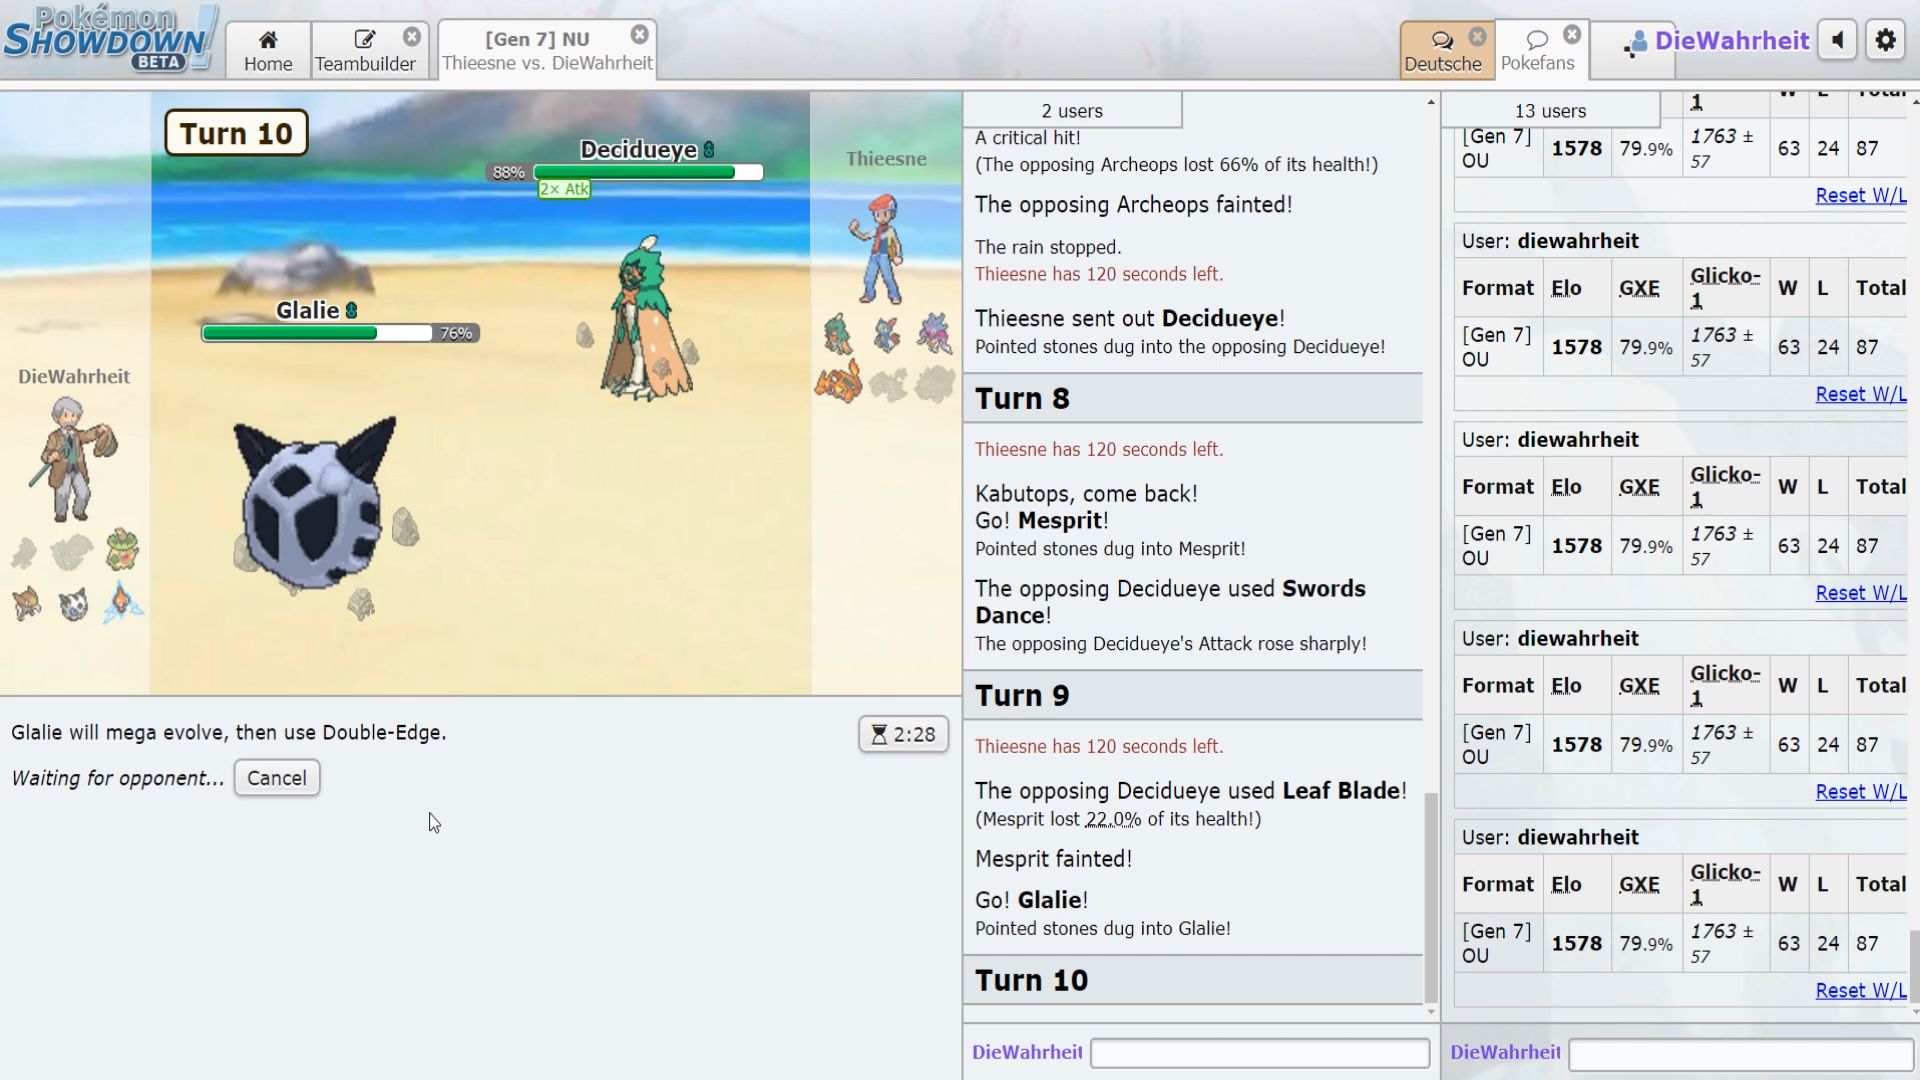 Pokémon
SHOWDOWN!
BETA
Home
Teambuilder
[Gen 7] NU
Thieesne vs. DieWahrheit
Deutsche
Pokefans
DieWahrheit
Turn 10
Decidueye
88%
2× Atk
Glalie
76%
Thieesne
DieWahrheit
Glalie will mega evolve, then use Double-Edge.
2:28
Waiting for opponent...
Cancel
2 users
A critical hit!
(The opposing Archeops lost 66% of its health!)
The opposing Archeops fainted!
The rain stopped.
Thieesne has 120 seconds left.
Thieesne sent out Decidueye!
Pointed stones dug into the opposing Decidueye!
Turn 8
Thieesne has 120 seconds left.
Kabutops, come back!
Go! Mesprit!
Pointed stones dug into Mesprit!
The opposing Decidueye used Swords
Dance!
The opposing Decidueye's Attack rose sharply!
Turn 9
Thieesne has 120 seconds left.
The opposing Decidueye used Leaf Blade!
(Mesprit lost 22.0% of its health!)
Mesprit fainted!
Go! Glalie!
Pointed stones dug into Glalie!
Turn 10
DieWahrheit
13 users
1
[Gen 7] OU 1578 79.9% 1763 ± 57 63 24 87
Reset W/L
User: diewahrheit
Format Elo GXE Glicko-1 W L Total
[Gen 7] OU 1578 79.9% 1763 ± 57 63 24 87
Reset W/L
User: diewahrheit
Format Elo GXE Glicko-1 W L Total
[Gen 7] OU 1578 79.9% 1763 ± 57 63 24 87
Reset W/L
User: diewahrheit
Format Elo GXE Glicko-1 W L Total
[Gen 7] OU 1578 79.9% 1763 ± 57 63 24 87
Reset W/L
User: diewahrheit
Format Elo GXE Glicko-1 W L Total
[Gen 7] OU 1578 79.9% 1763 ± 57 63 24 87
Reset W/L
DieWahrheit